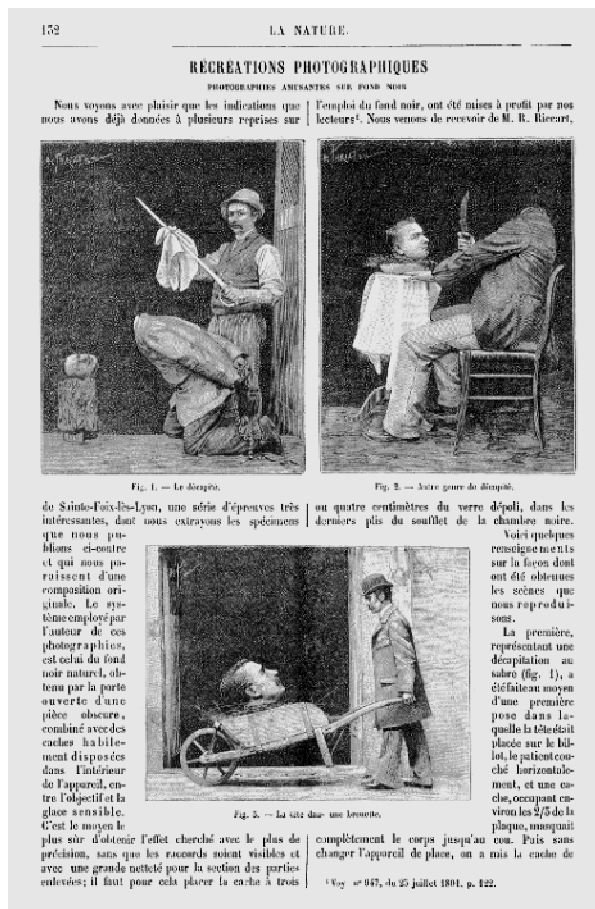 132
LA NATURE.
RÉCRÉATIONS PHOTOGRAPHIQUES
PHOTOGRAPHIES AMUSANTES SUR FOND NOIR
Nous voyons avec plaisir que les indications que
nous avons déjà données à plusieurs reprises sur
l'emploi du fond noir, ont été mises à profit par nos
lecteurs¹. Nous venons de recevoir de M. R. Riccart,
Fig. 1. — Le décapité.
Fig. 2. — Autre genre de décapité.
de Sainte-Foix-lès-Lyon, une série d'épreuves très
intéressantes, dont nous extrayons les spécimens
que nous pu-
blions ci-contre
et qui nous pa-
raissent d'une
composition ori-
ginale. Le sys-
tème employé par
l'auteur de ces
photographies,
est celui du fond
noir naturel, ob-
tenu par la porte
ouverte d'une
pièce obscure,
combiné avec des
caches habile-
ment disposées
dans l'intérieur
de l'appareil, en-
tre l'objectif et la
glace sensible.
C'est le moyen le
plus sûr d'obtenir l'effet cherché avec le plus de
précision, sans que les raccords soient visibles et
avec une grande netteté pour la section des parties
enlevées; il faut pour cela placer la cache à trois
Fig. 3. — La tête dans une brouette.
ou quatre centimètres du verre dépoli, dans les
derniers plis du soufflet de la chambre noire.
Voici quelques
renseignements
sur la façon dont
ont été obtenues
les scènes que
nous reprodui-
sons.
La première,
représentant une
décapitation au
sabre (fig. 1), a
été faite au moyen
d'une première
pose dans la-
quelle la tête était
placée sur le bil-
lot, le patient cou-
ché horizontale-
ment, et une ca-
che, occupant en-
viron les 2/3 de la
plaque, masquait
complètement le corps jusqu'au cou. Puis sans
changer l'appareil de place, on a mis la cache de
¹ Voy. n° 947, du 25 juillet 1891, p. 122.